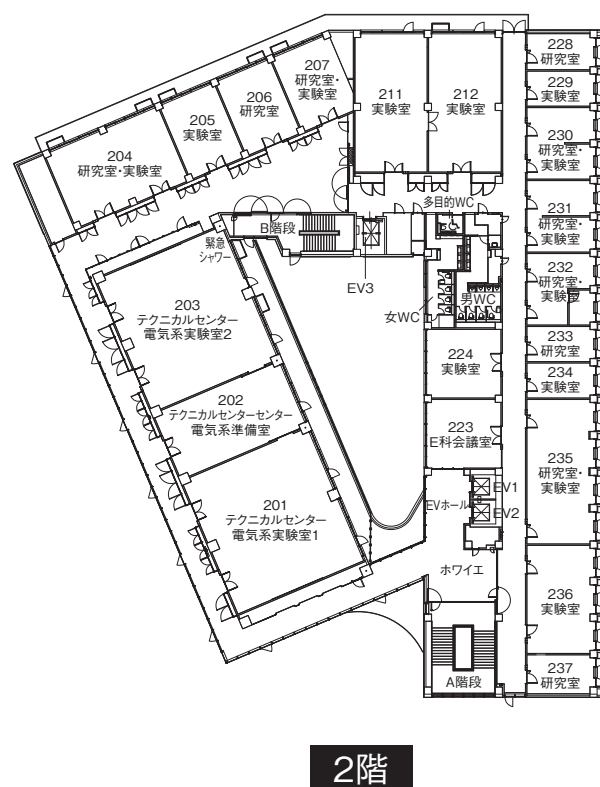 228
研究室
229
実験室
230
研究室・
実験室
231
研究室・
実験室
232
研究室・
実験室
233
研究室
234
実験室
235
研究室・
実験室
236
実験室
237
研究室
207
研究室・
実験室
206
研究室
205
実験室
204
研究室・実験室
211
実験室
212
実験室
多目的WC
B階段
緊急
シャワー
EV3
女WC
男WC
203
テクニカルセンター
電気系実験室2
202
テクニカルセンターセンター
電気系準備室
201
テクニカルセンター
電気系実験室1
224
実験室
223
E科会議室
EV1
EVホール
EV2
ホワイエ
A階段
2階